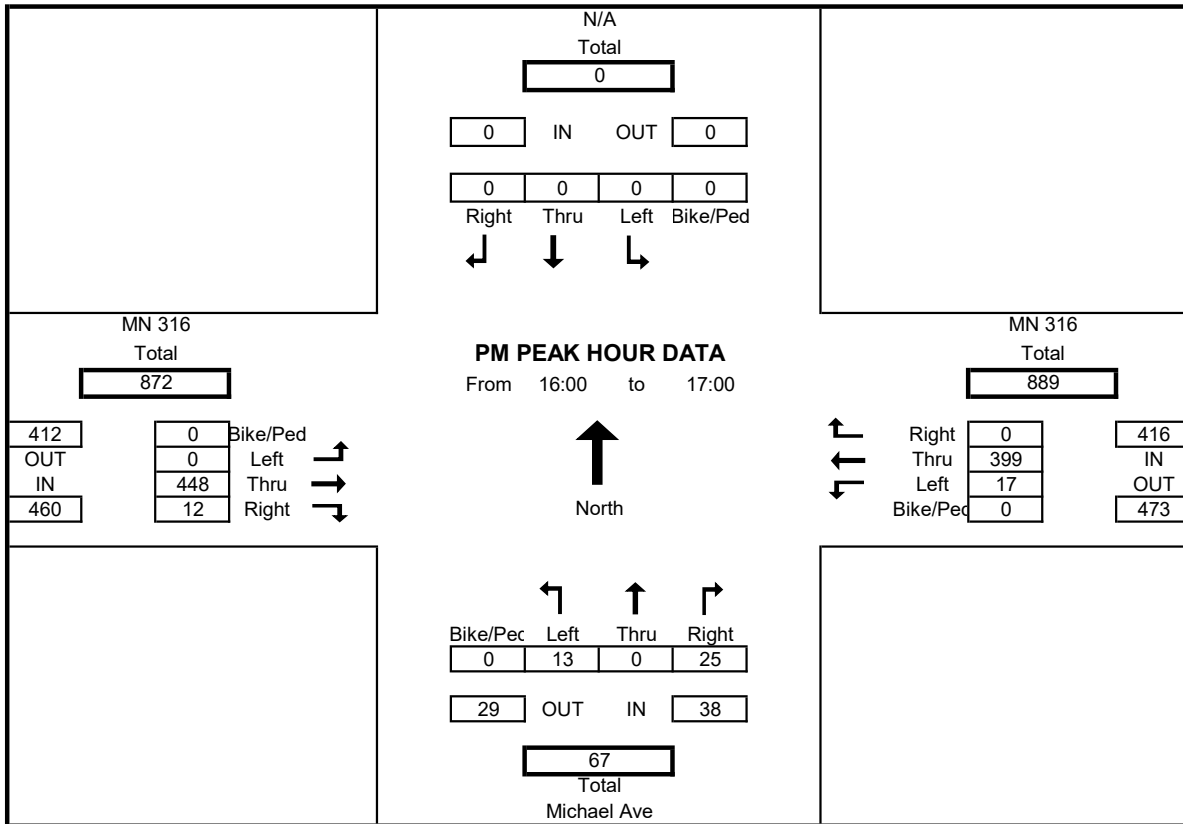 N/A
Total
0
0 IN OUT 0
0 0 0 0
Right Thru Left Bike/Ped
MN 316
Total
872
412 0 Bike/Ped
OUT 0 Left
IN 448 Thru
460 12 Right
PM PEAK HOUR DATA
From 16:00 to 17:00
North
MN 316
Total
889
Right 0 416
Thru 399 IN
Left 17 OUT
Bike/Ped 0 473
Bike/Pec Left Thru Right
0 13 0 25
29 OUT IN 38
67
Total
Michael Ave